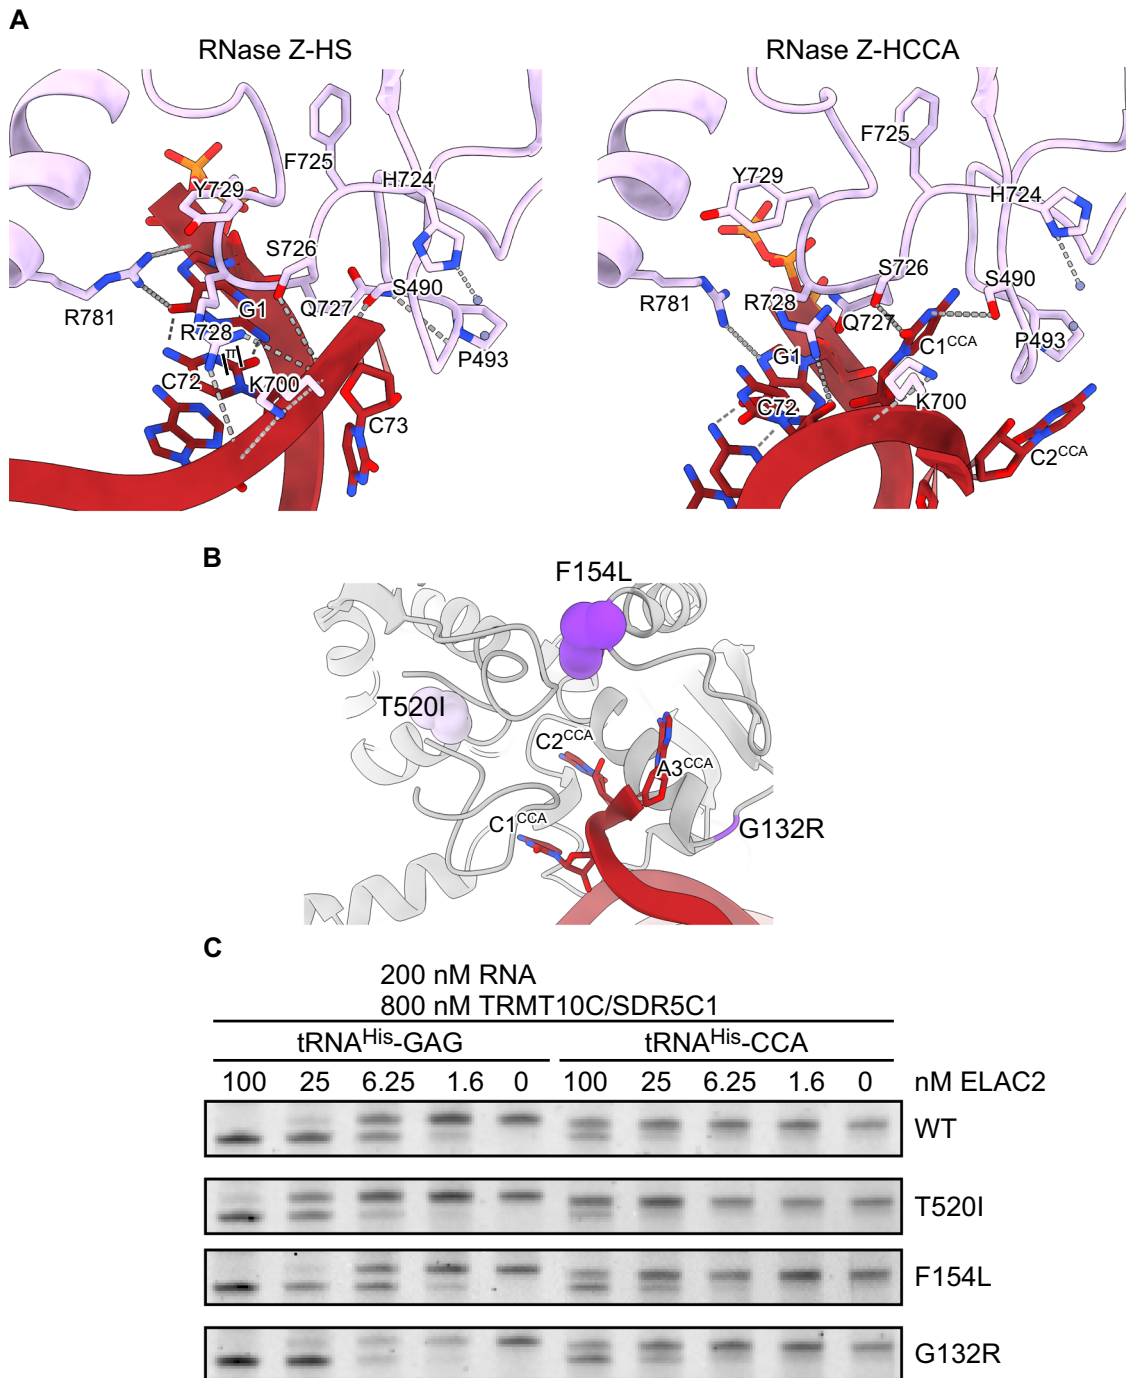 A
RNase Z-HS
RNase Z-HCCA
F725
H724
Y729
S726
S490
R781
G1
Q727
R728
π
P493
C72
K700
C73
F725
Y729
H724
S726
S490
R781
R728
Q727
C1CCA
P493
G1
C72
K700
C2CCA
B
F154L
T520I
C2CCA
A3CCA
C1CCA
G132R
C
200 nM RNA
800 nM TRMT10C/SDR5C1
tRNAHis-GAG tRNAHis-CCA
100 25 6.25 1.6 0 100 25 6.25 1.6 0 nM ELAC2
WT
T520I
F154L
G132R